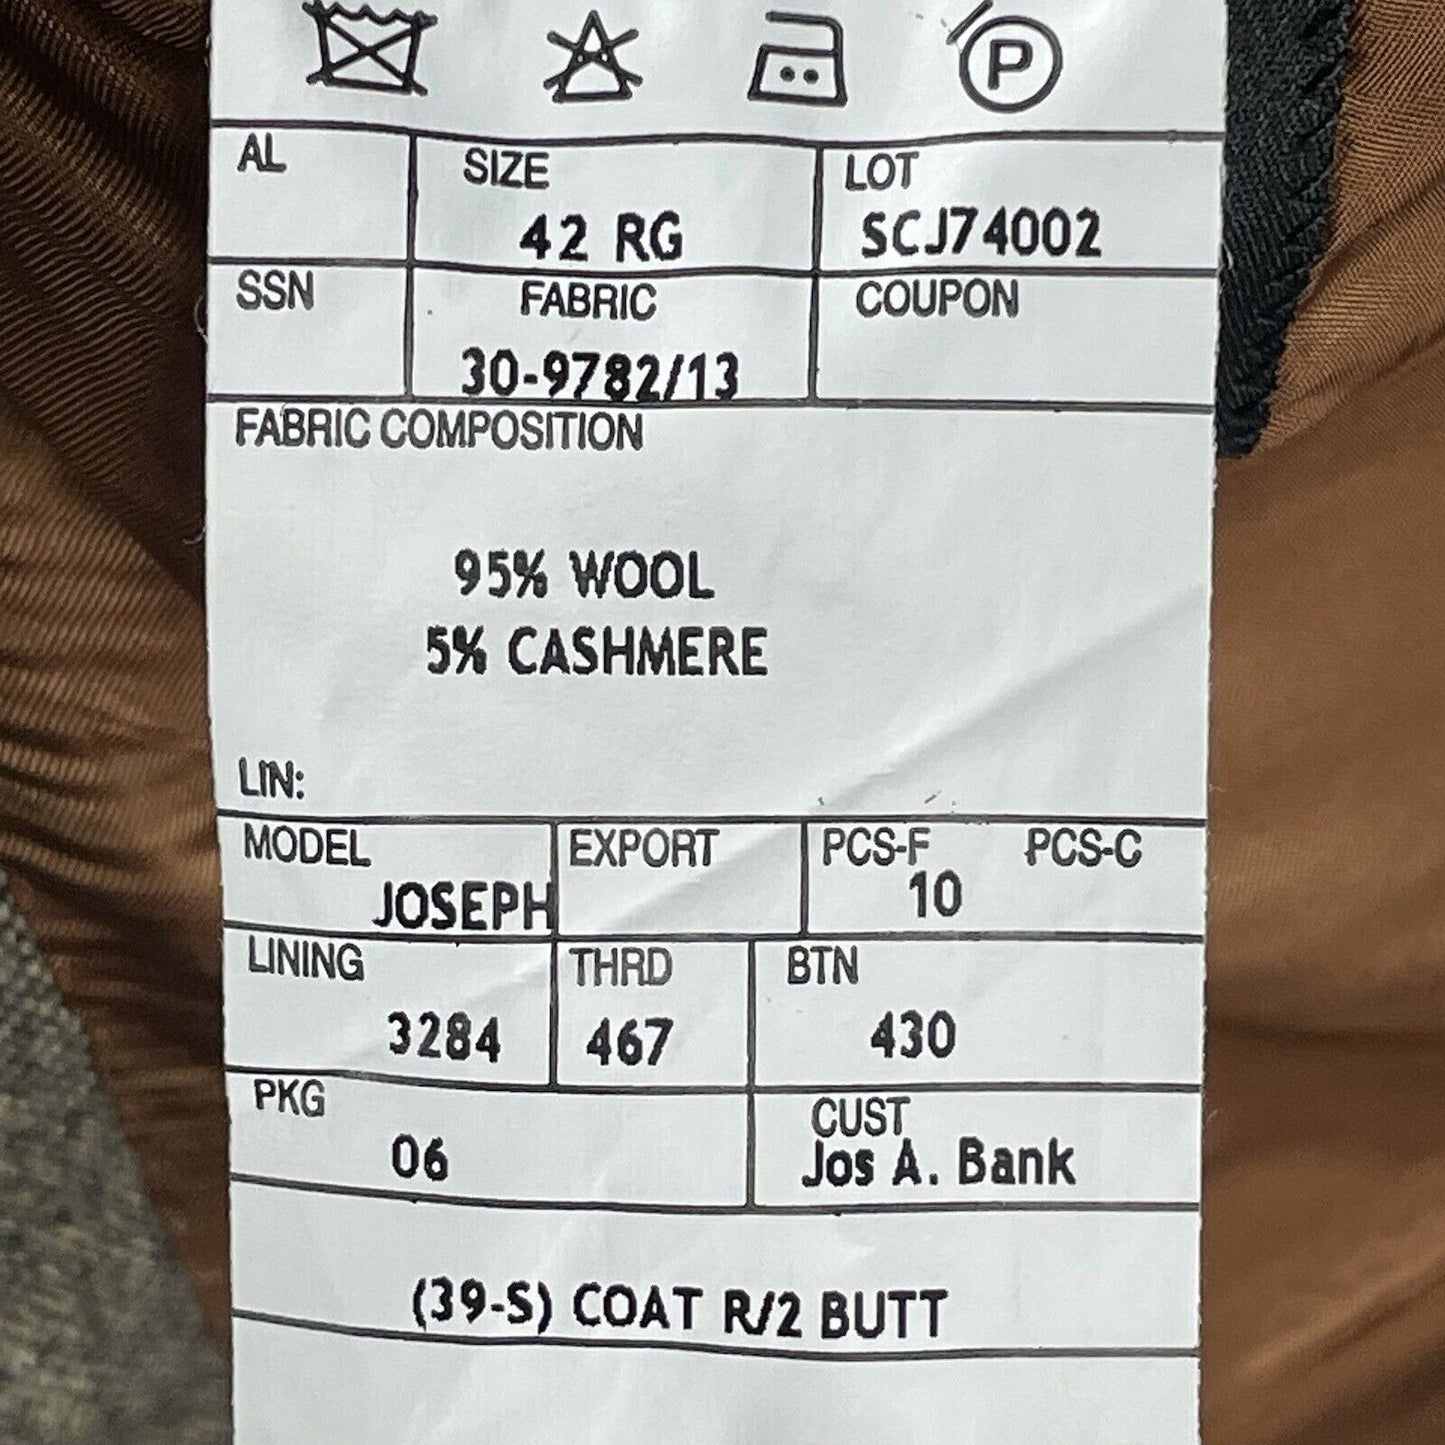 P
AL SIZE LOT
42 RG SCJ74002
SSN FABRIC COUPON
30-9782/13
FABRIC COMPOSITION
95% WOOL
5% CASHMERE
LIN:
MODEL EXPORT PCS-F PCS-C
JOSEPH 10
LINING THRD BTN
3284 467 430
PKG CUST
06 Jos A. Bank
(39-S) COAT R/2 BUTT